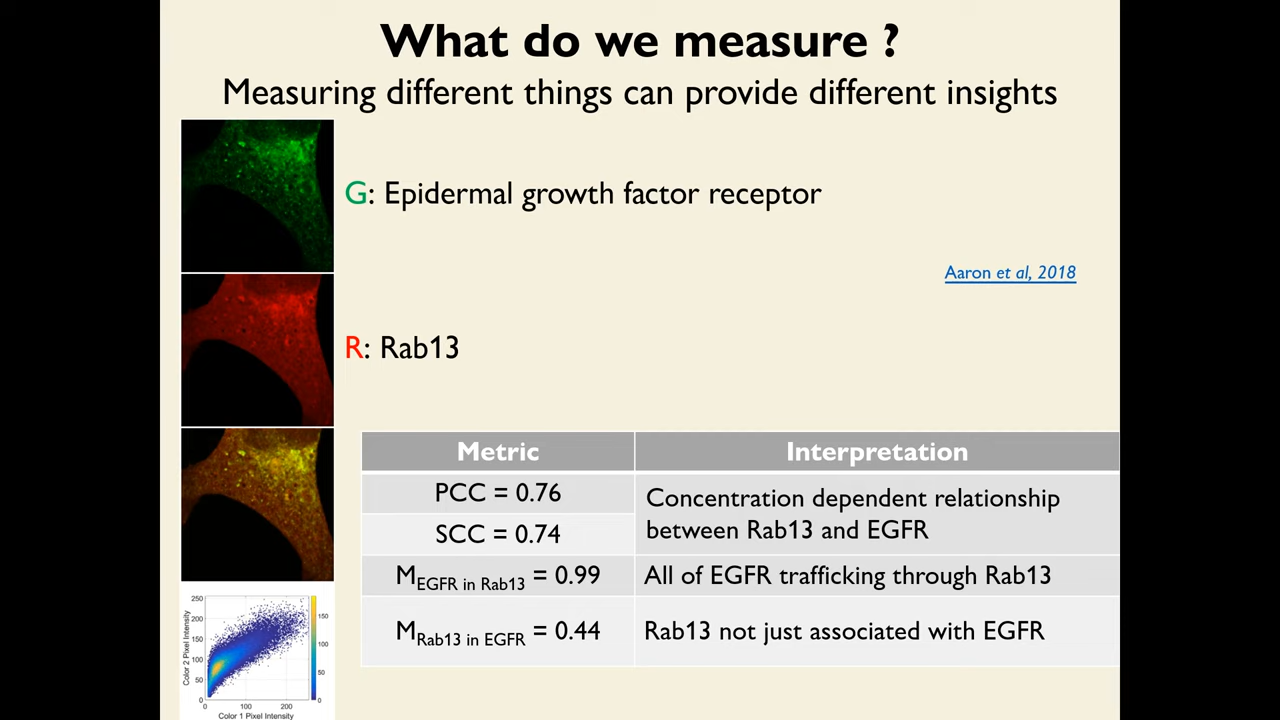 What do we measure ?
Measuring different things can provide different insights
G: Epidermal growth factor receptor
Aaron et al, 2018
R: Rab13
Metric
Interpretation
PCC = 0.76
Concentration dependent relationship
between Rab13 and EGFR
SCC = 0.74
MEGFR in Rab13 = 0.99
All of EGFR trafficking through Rab13
MRab13 in EGFR = 0.44
Rab13 not just associated with EGFR
Color 2 Pixel Intensity
250
200
150
100
50
0
0 100 200
Color 1 Pixel Intensity
150
100
50
0